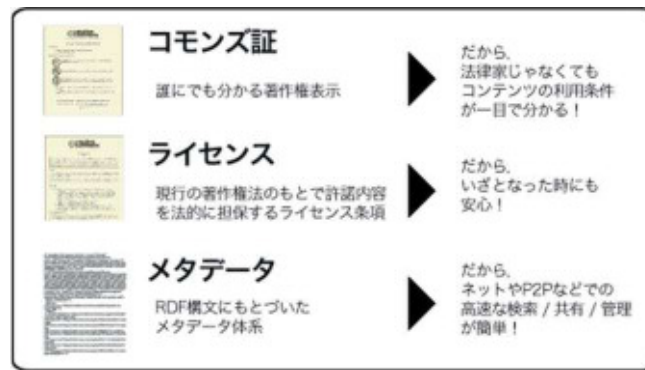 コモンズ証
誰にでも分かる著作権表示
だから、
法律家じゃなくても
コンテンツの利用条件
が一目で分かる！
ライセンス
現行の著作権法のもとで許諾内容
を法的に担保するライセンス条項
だから、
いざとなった時にも
安心！
メタデータ
RDF構文にもとづいた
メタデータ体系
だから、
ネットやP2Pなどでの
高速な検索 / 共有 / 管理
が簡単！